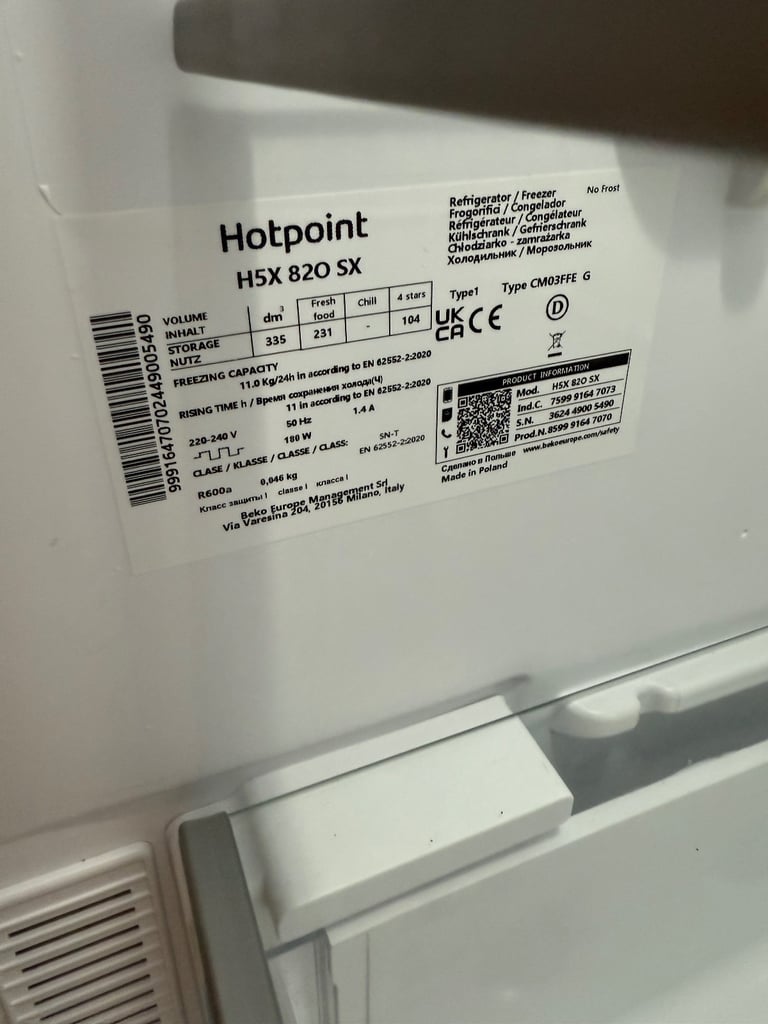 Hotpoint
H5X 82O SX
Refrigerator / Freezer
No Frost
Frogorifici / Congelador
Réfrigérateur / Congélateur
Kühlschrank / Gefrierschrank
Chłodziarko - zamrażarka
Холодильник / Морозольник
Type1 Type CM03FFE G
UK CA CE D
VOLUME
INHALT
STORAGE
NUTZ
dm³ Fresh food Chill 4 stars
335 231 - 104
FREEZING CAPACITY
11.0 Kg/24h in according to EN 62552-2:2020
RISING TIME h / Время сохранения холода(Ч)
11 in according to EN 62552-2:2020
220-240 V 50 Hz 1.4 A
180 W
CLASE / KLASSE / CLASSE / CLASS: SN-T
EN 62552-2:2020
R600a 0,046 kg
Класс защиты I classe I класса I
Beko Europe Management Srl
Via Varesina 204, 20156 Milano, Italy
PRODUCT INFORMATION
Mod. H5X 82O SX
Ind.C. 7599 9164 7073
S.N. 3624 4900 5490
Prod.N. 8599 9164 7070
www.bekoeurope.com/safety
Сделано в Польше
Made in Poland
999164707024490054​90